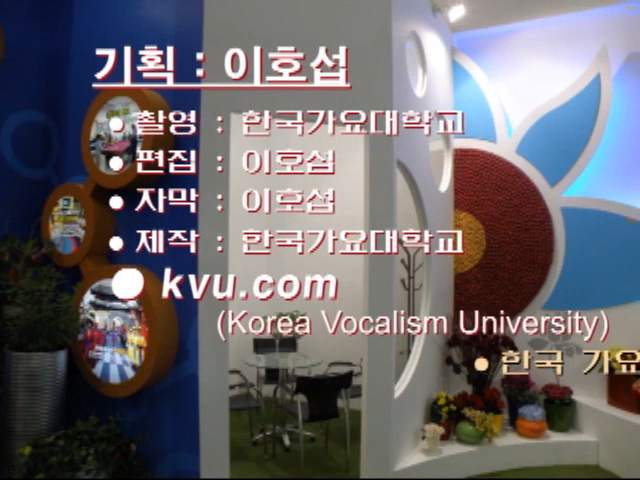 기획 : 이호섭
• 촬영 : 한국가요대학교
• 편집 : 이호섭
• 자막 : 이호섭
• 제작 : 한국가요대학교
● kvu.com
(Korea Vocalism University)
• 한국 가요